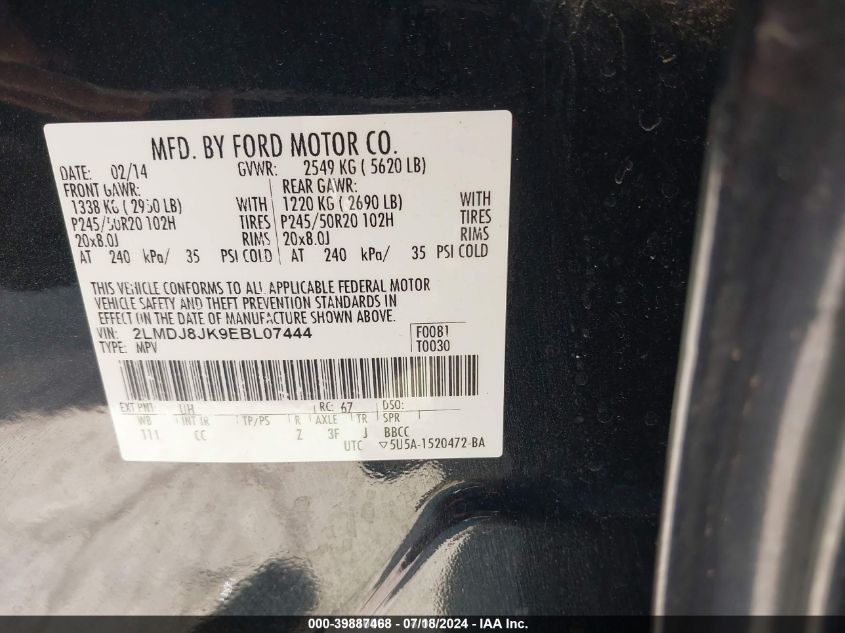 MFD. BY FORD MOTOR CO.
DATE: 02/14 GVWR: 2549 KG ( 5620 LB)
FRONT GAWR: REAR GAWR:
1338 KG ( 2950 LB) WITH 1220 KG ( 2690 LB) WITH
P245/50R20 102H TIRES P245/50R20 102H TIRES
20x8.0J RIMS 20x8.0J RIMS
AT 240 kPa/ 35 PSI COLD AT 240 kPa/ 35 PSI COLD
THIS VEHICLE CONFORMS TO ALL APPLICABLE FEDERAL MOTOR
VEHICLE SAFETY AND THEFT PREVENTION STANDARDS IN
EFFECT ON THE DATE OF MANUFACTURE SHOWN ABOVE.
VIN: 2LMDJ8JK9EBL07444 F0081
TYPE: MPV T0030
EXT PNT: UH RC: 67 DSO:
WB INT TR TP/PS R AXLE TR SPR
111 CC Z 3F J BBCC
UTC ▽5U5A-1520472-BA
000-39887468 - 07/18/2024 - IAA Inc.